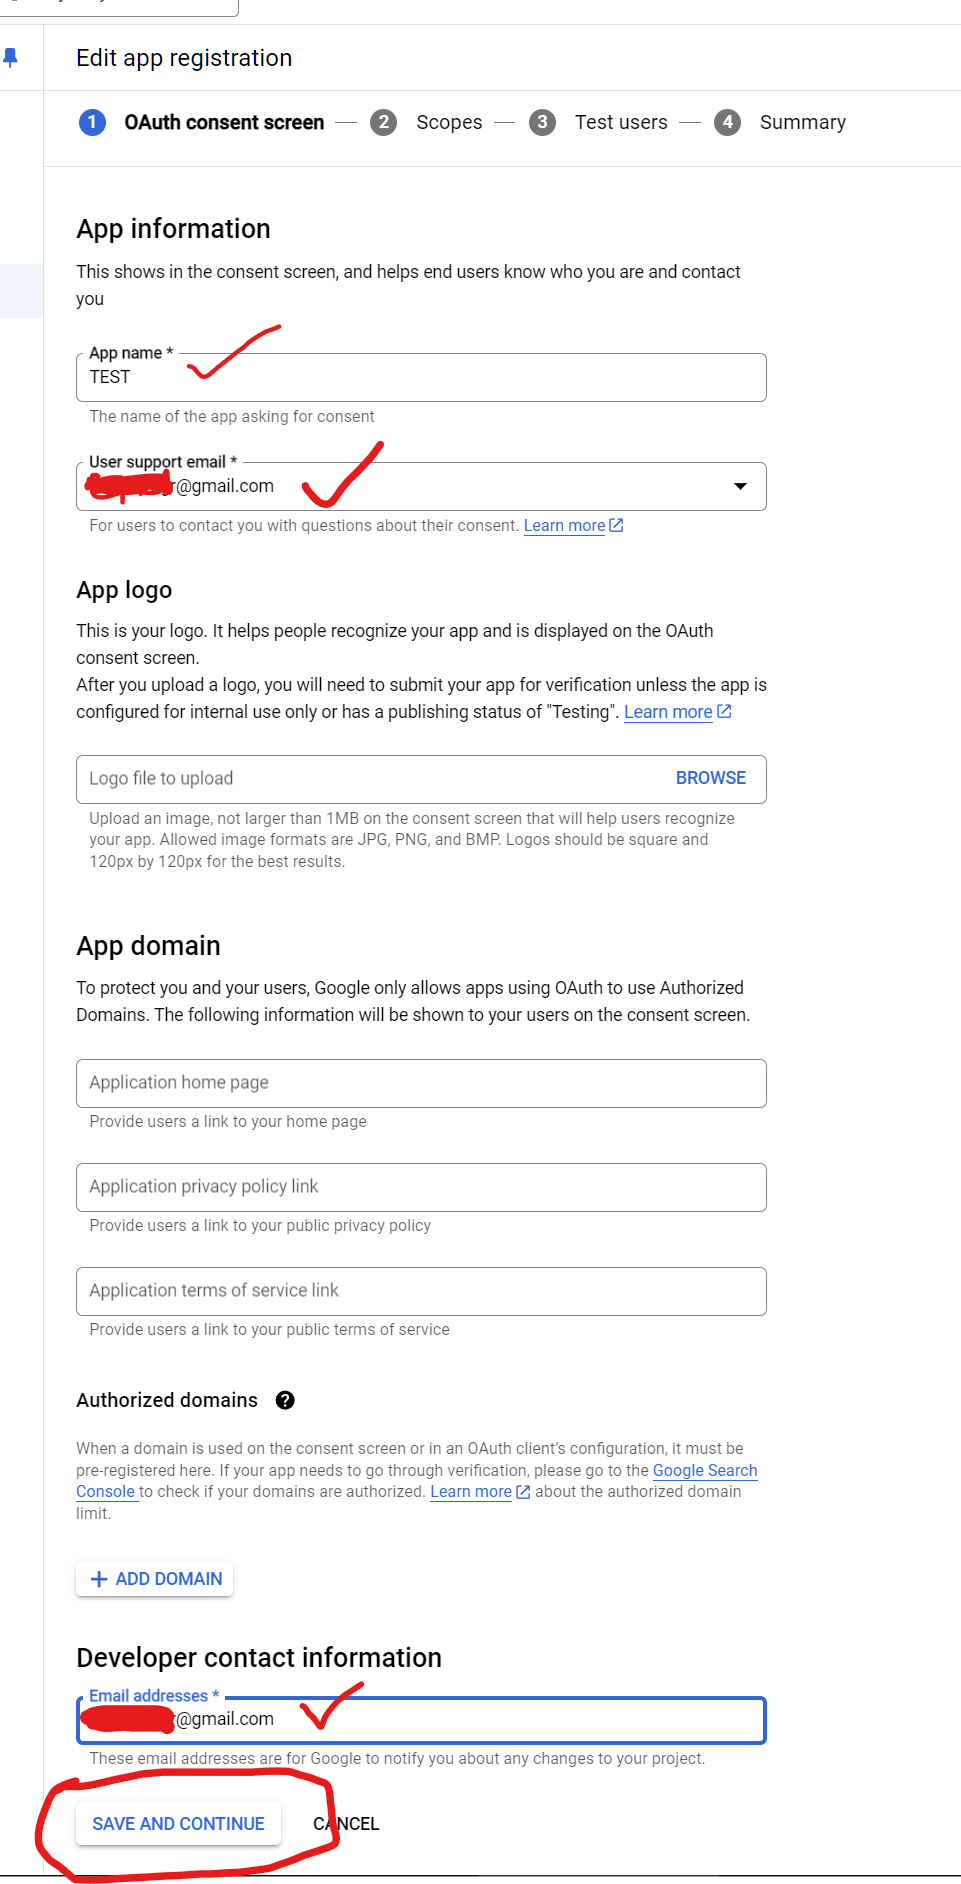 Edit app registration
1 OAuth consent screen — 2 Scopes — 3 Test users — 4 Summary
App information
This shows in the consent screen, and helps end users know who you are and contact
you
App name *
TEST
The name of the app asking for consent
User support email *
r@gmail.com
For users to contact you with questions about their consent. Learn more
App logo
This is your logo. It helps people recognize your app and is displayed on the OAuth
consent screen.
After you upload a logo, you will need to submit your app for verification unless the app is
configured for internal use only or has a publishing status of "Testing". Learn more
Logo file to upload BROWSE
Upload an image, not larger than 1MB on the consent screen that will help users recognize
your app. Allowed image formats are JPG, PNG, and BMP. Logos should be square and
120px by 120px for the best results.
App domain
To protect you and your users, Google only allows apps using OAuth to use Authorized
Domains. The following information will be shown to your users on the consent screen.
Application home page
Provide users a link to your home page
Application privacy policy link
Provide users a link to your public privacy policy
Application terms of service link
Provide users a link to your public terms of service
Authorized domains ?
When a domain is used on the consent screen or in an OAuth client's configuration, it must be
pre-registered here. If your app needs to go through verification, please go to the Google Search
Console to check if your domains are authorized. Learn more about the authorized domain
limit.
+ ADD DOMAIN
Developer contact information
Email addresses *
r@gmail.com
These email addresses are for Google to notify you about any changes to your project.
SAVE AND CONTINUE CANCEL